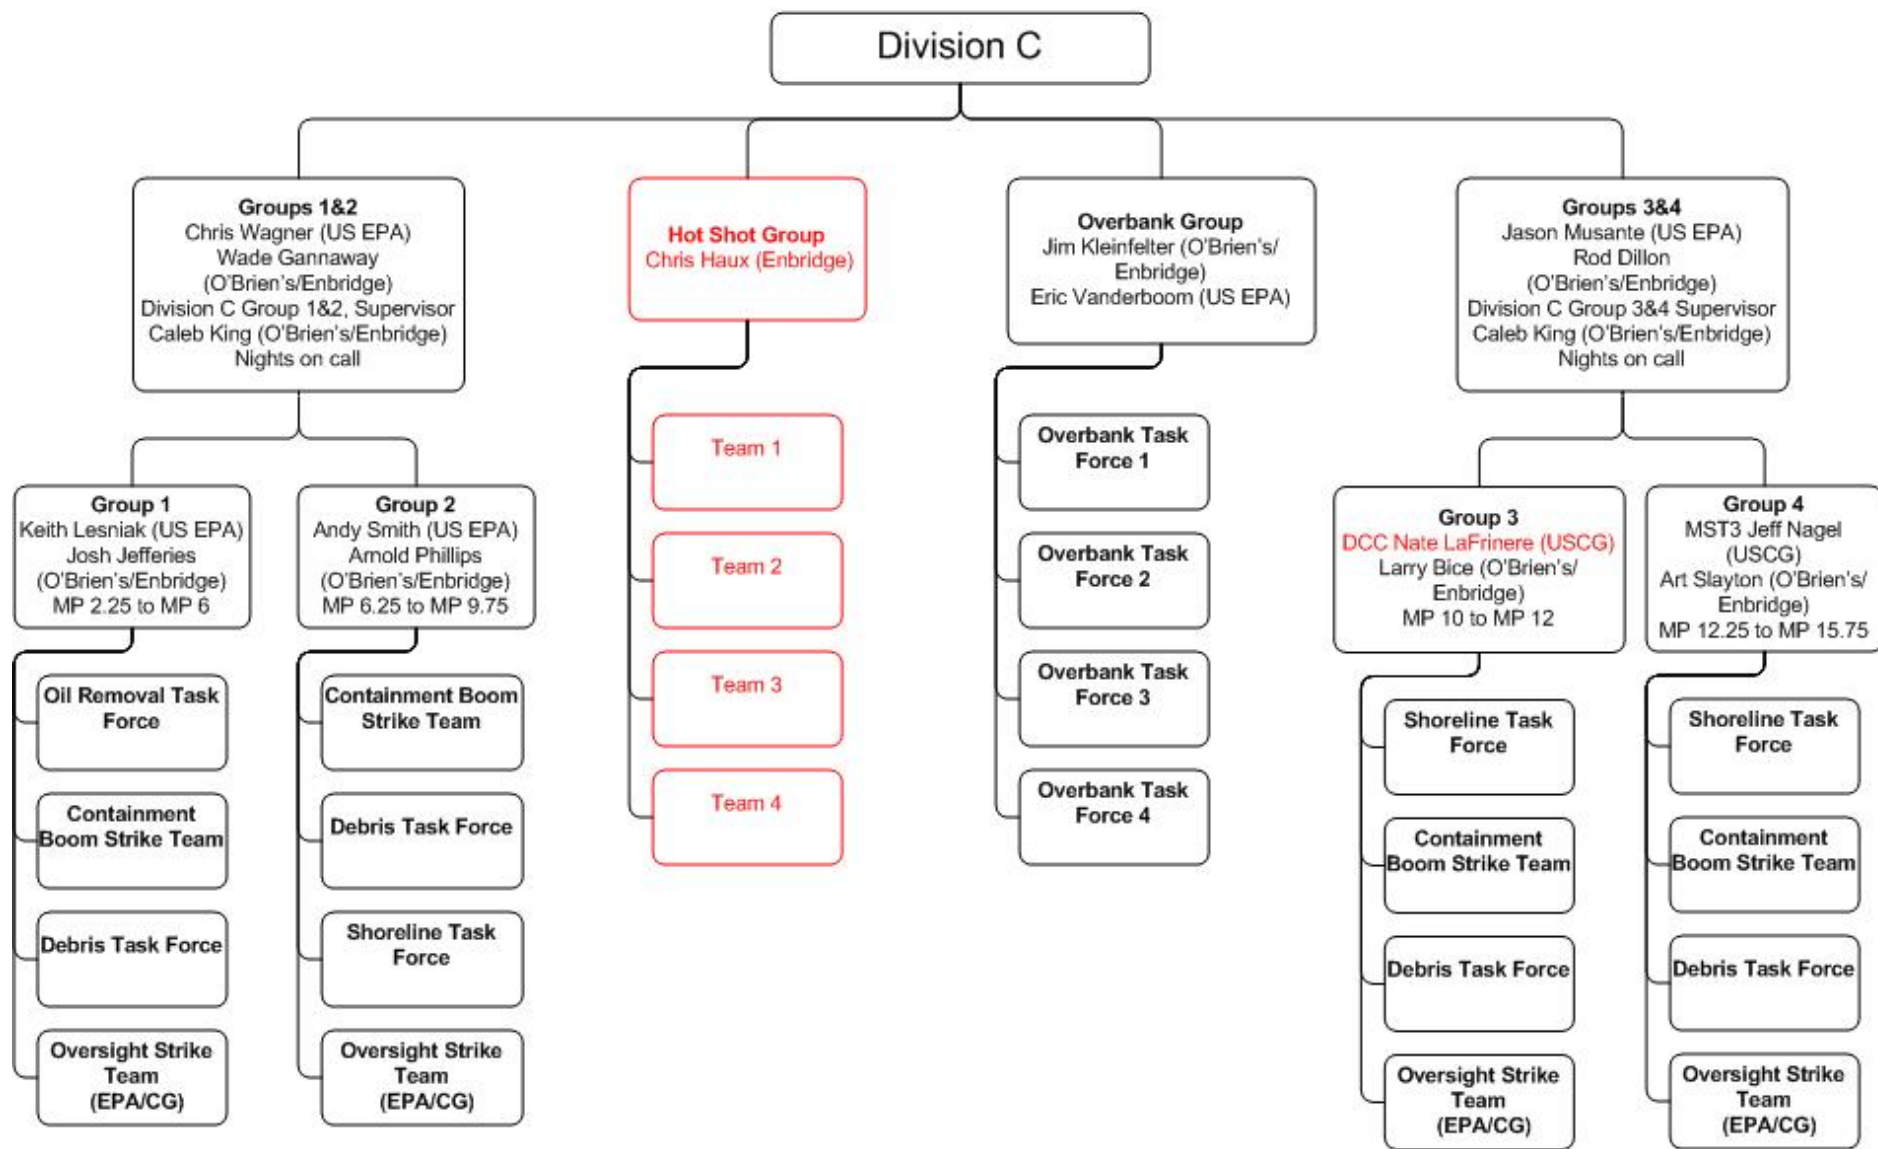 Division C
Groups 1&2
Chris Wagner (US EPA)
Wade Gannaway
(O'Brien's/Enbridge)
Division C Group 1&2, Supervisor
Caleb King (O'Brien's/Enbridge)
Nights on call
Hot Shot Group
Chris Haux (Enbridge)
Overbank Group
Jim Kleinfelter (O'Brien's/
Enbridge)
Eric Vanderboom (US EPA)
Groups 3&4
Jason Musante (US EPA)
Rod Dillon
(O'Brien's/Enbridge)
Division C Group 3&4 Supervisor
Caleb King (O'Brien's/Enbridge)
Nights on call
Group 1
Keith Lesniak (US EPA)
Josh Jefferies
(O'Brien's/Enbridge)
MP 2.25 to MP 6
Oil Removal Task
Force
Containment
Boom Strike Team
Debris Task Force
Oversight Strike
Team
(EPA/CG)
Group 2
Andy Smith (US EPA)
Arnold Phillips
(O'Brien's/Enbridge)
MP 6.25 to MP 9.75
Containment Boom
Strike Team
Debris Task Force
Shoreline Task
Force
Oversight Strike
Team
(EPA/CG)
Team 1
Team 2
Team 3
Team 4
Overbank Task
Force 1
Overbank Task
Force 2
Overbank Task
Force 3
Overbank Task
Force 4
Group 3
DCC Nate LaFrinere (USCG)
Larry Bice (O'Brien's/
Enbridge)
MP 10 to MP 12
Shoreline Task
Force
Containment
Boom Strike Team
Debris Task Force
Oversight Strike
Team
(EPA/CG)
Group 4
MST3 Jeff Nagel
(USCG)
Art Slayton (O'Brien's/
Enbridge)
MP 12.25 to MP 15.75
Shoreline Task
Force
Containment
Boom Strike Team
Debris Task Force
Oversight Strike
Team
(EPA/CG)